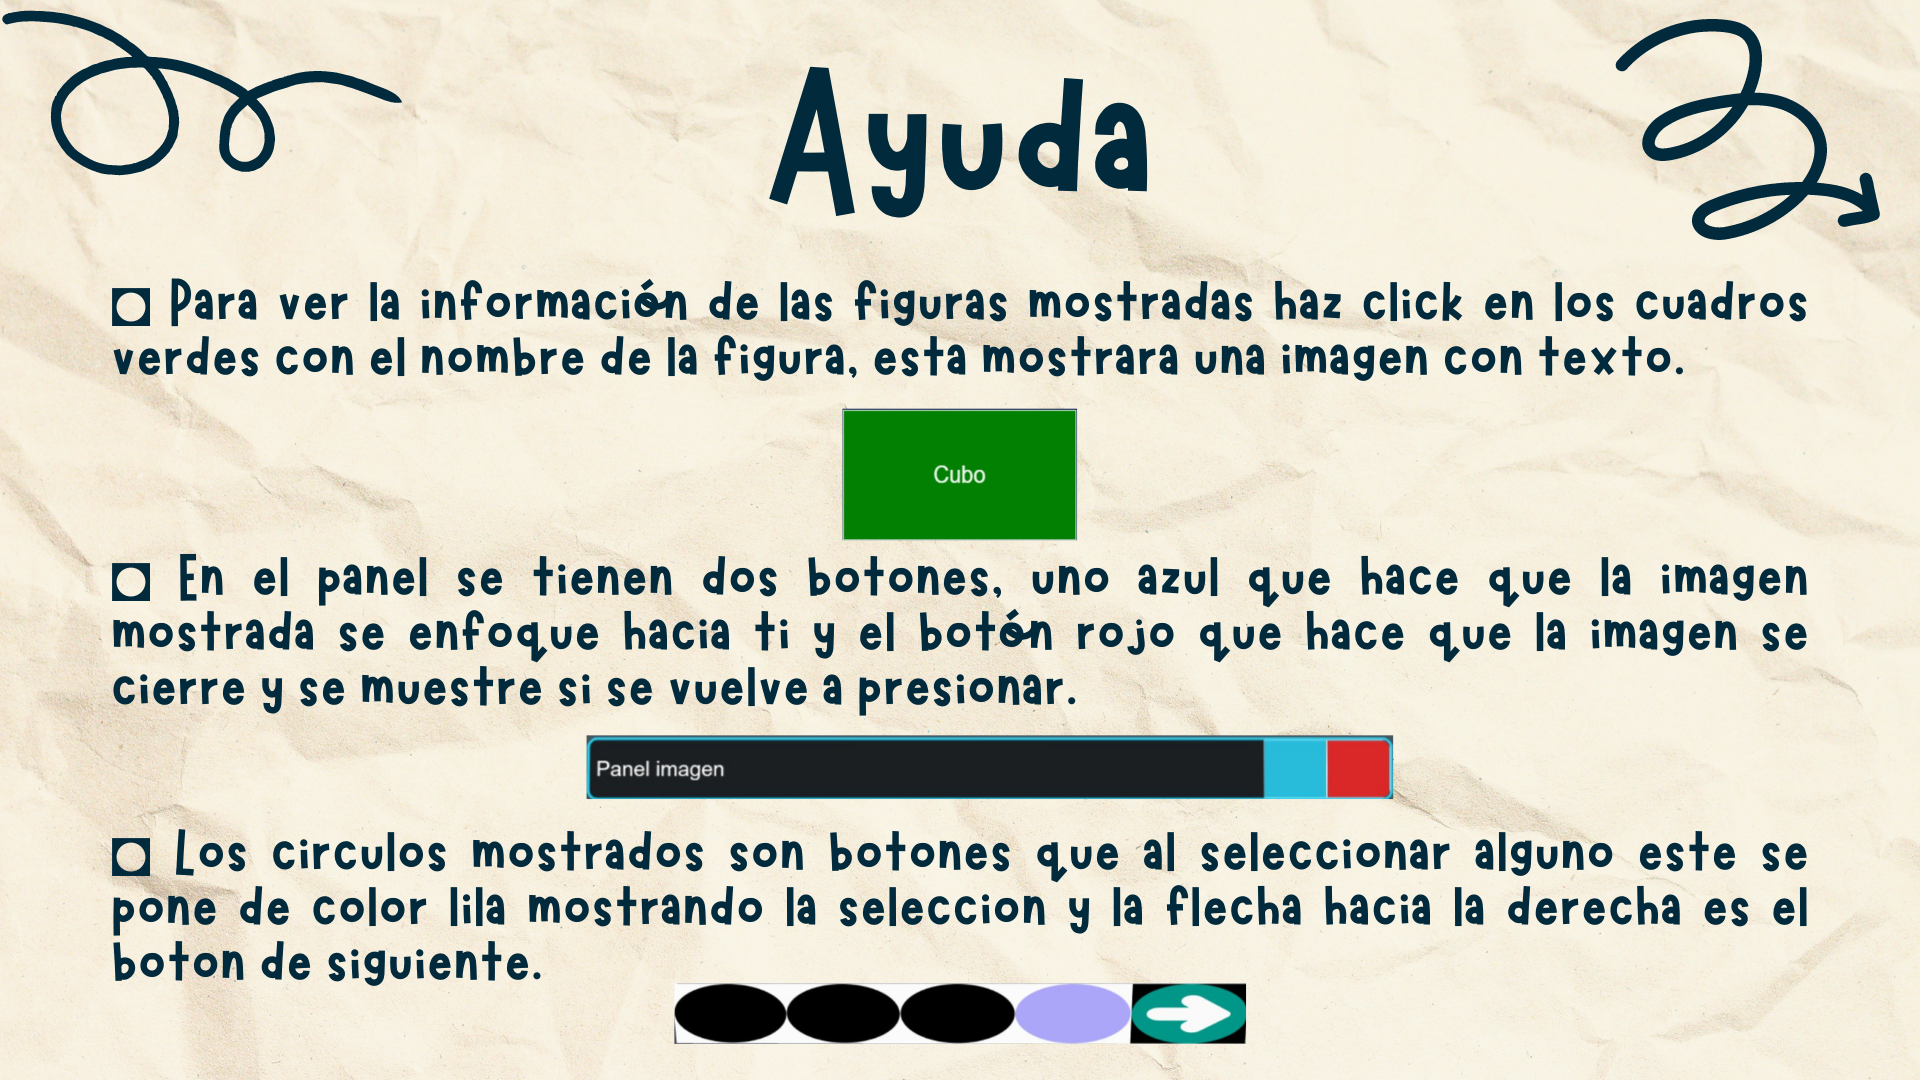 Ayuda
Para ver la información de las figuras mostradas haz click en los cuadros
verdes con el nombre de la figura, esta mostrara una imagen con texto.
Cubo
En el panel se tienen dos botones, uno azul que hace que la imagen
mostrada se enfoque hacia ti y el botón rojo que hace que la imagen se
cierre y se muestre si se vuelve a presionar.
Panel imagen
Los circulos mostrados son botones que al seleccionar alguno este se
pone de color lila mostrando la seleccion y la flecha hacia la derecha es el
boton de siguiente.